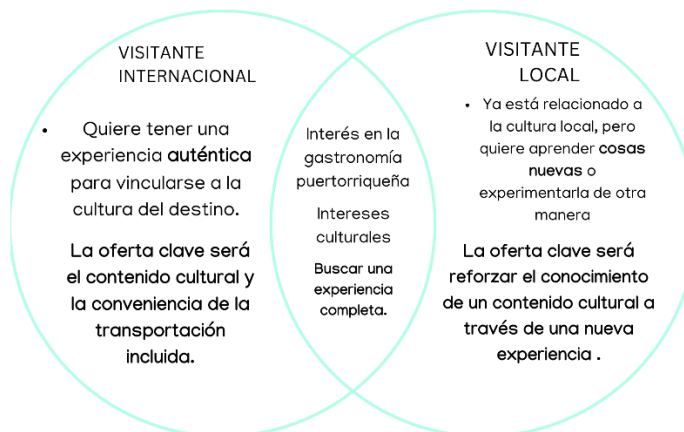 VISITANTE
INTERNACIONAL
• Quiere tener una
experiencia auténtica
para vincularse a la
cultura del destino.
La oferta clave será
el contenido cultural y
la conveniencia de la
transportación
incluida.
Interés en la
gastronomía
puertorriqueña
Intereses
culturales
Buscar una
experiencia
completa.
VISITANTE
LOCAL
• Ya está relacionado a
la cultura local, pero
quiere aprender cosas
nuevas o
experimentarla de otra
manera
La oferta clave será
reforzar el conocimiento
de un contenido cultural a
través de una nueva
experiencia .